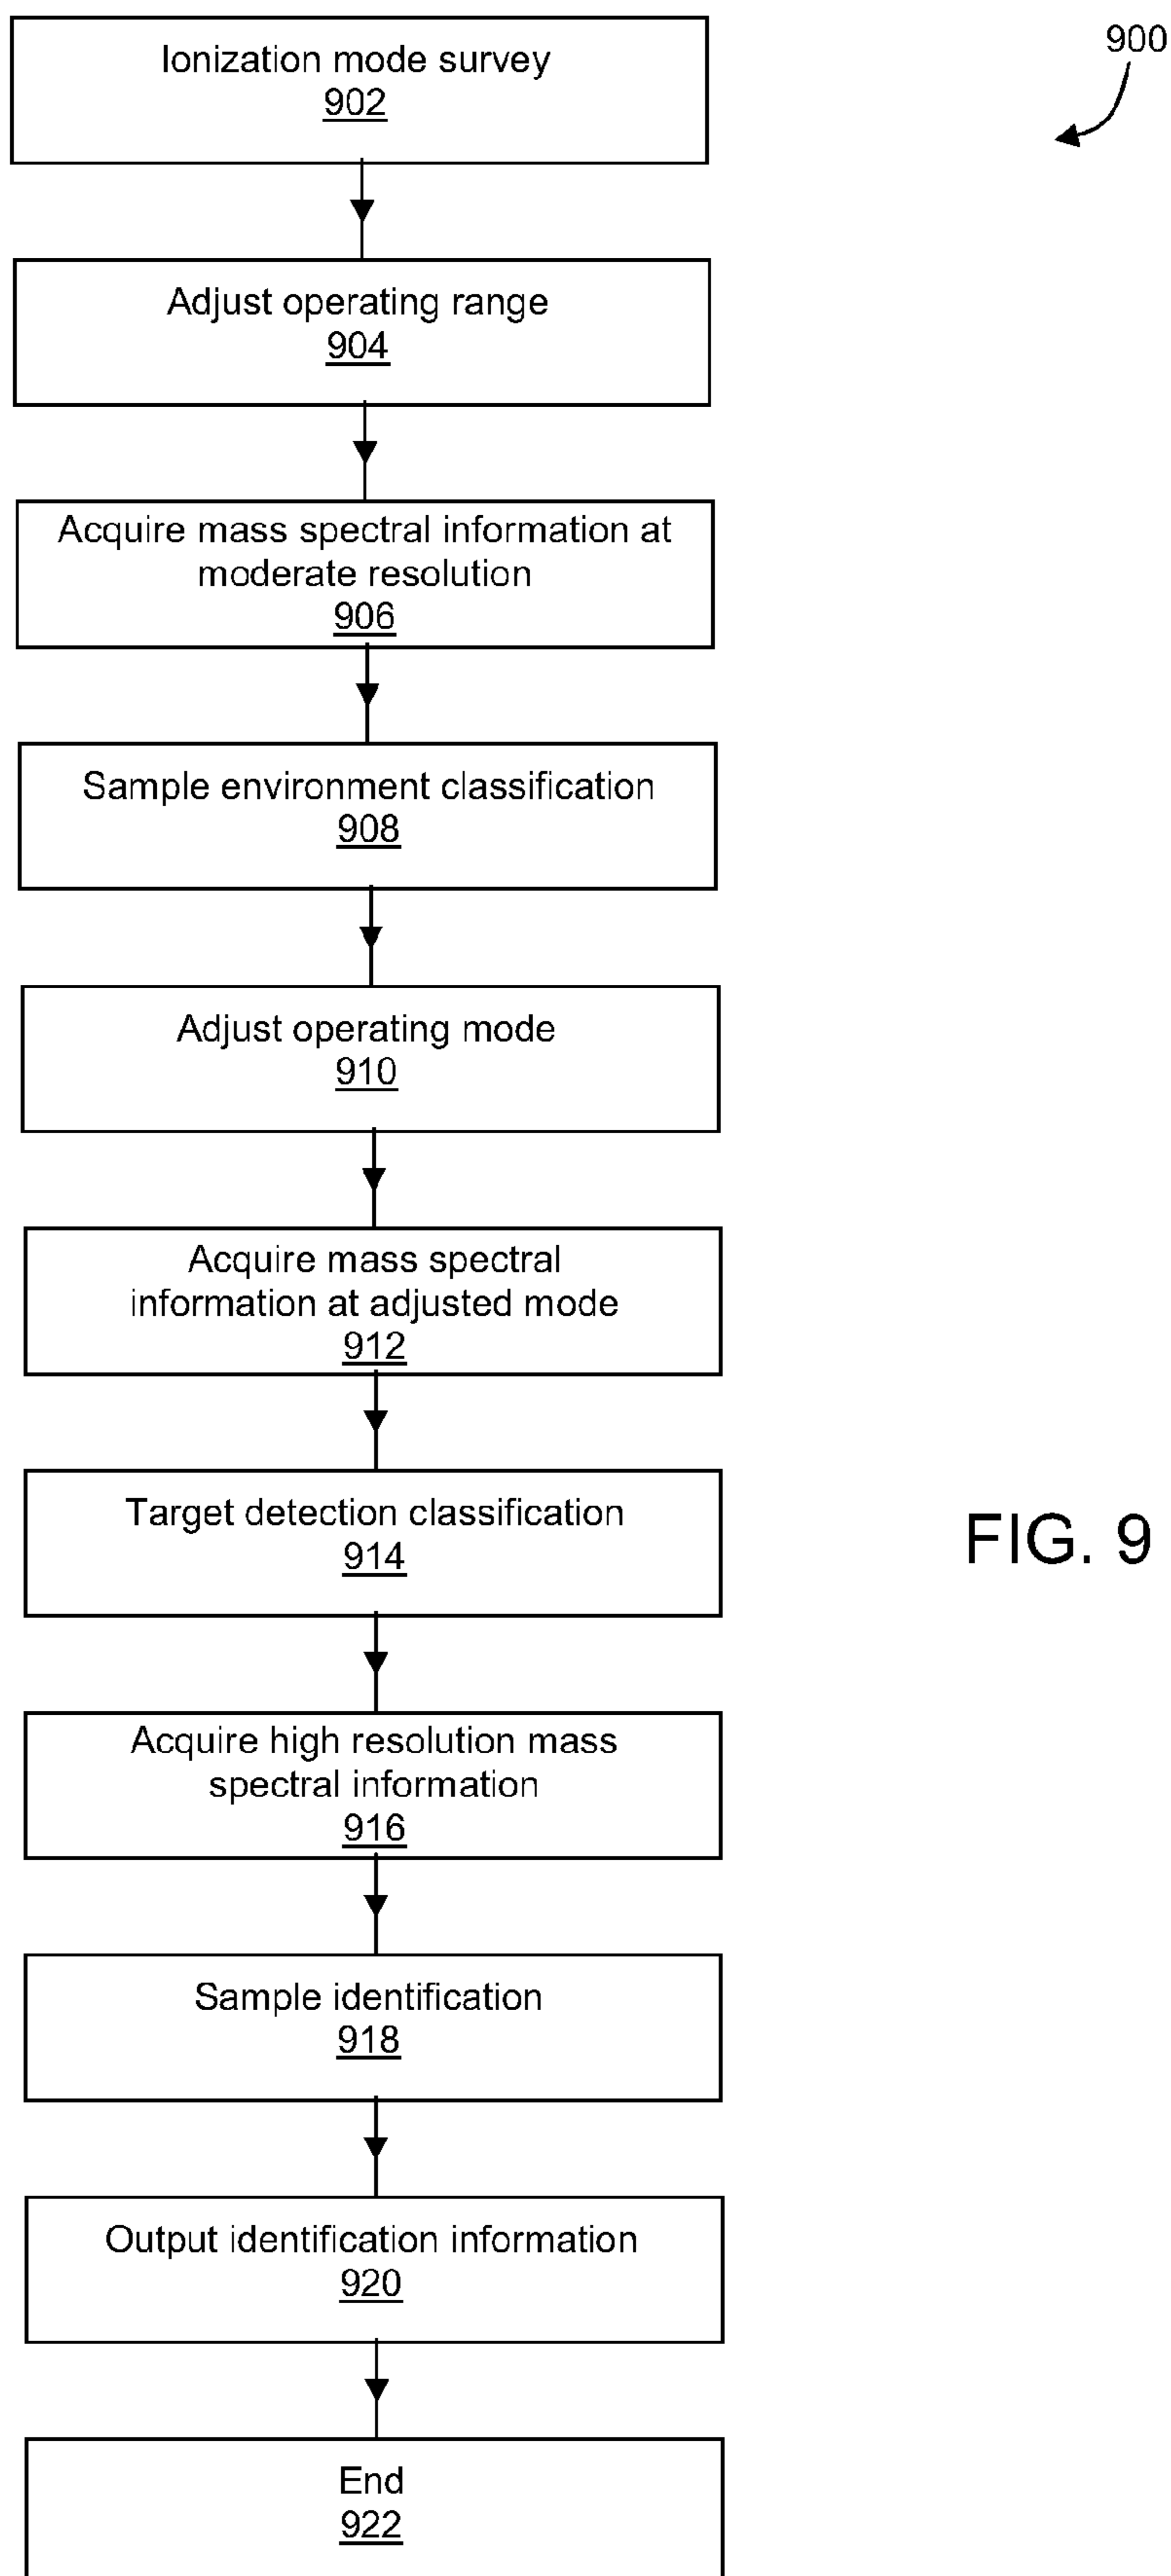 Ionization mode survey
902
900
Adjust operating range
904
Acquire mass spectral information at
moderate resolution
906
Sample environment classification
908
Adjust operating mode
910
Acquire mass spectral
information at adjusted mode
912
Target detection classification
914
FIG. 9
Acquire high resolution mass
spectral information
916
Sample identification
918
Output identification information
920
End
922